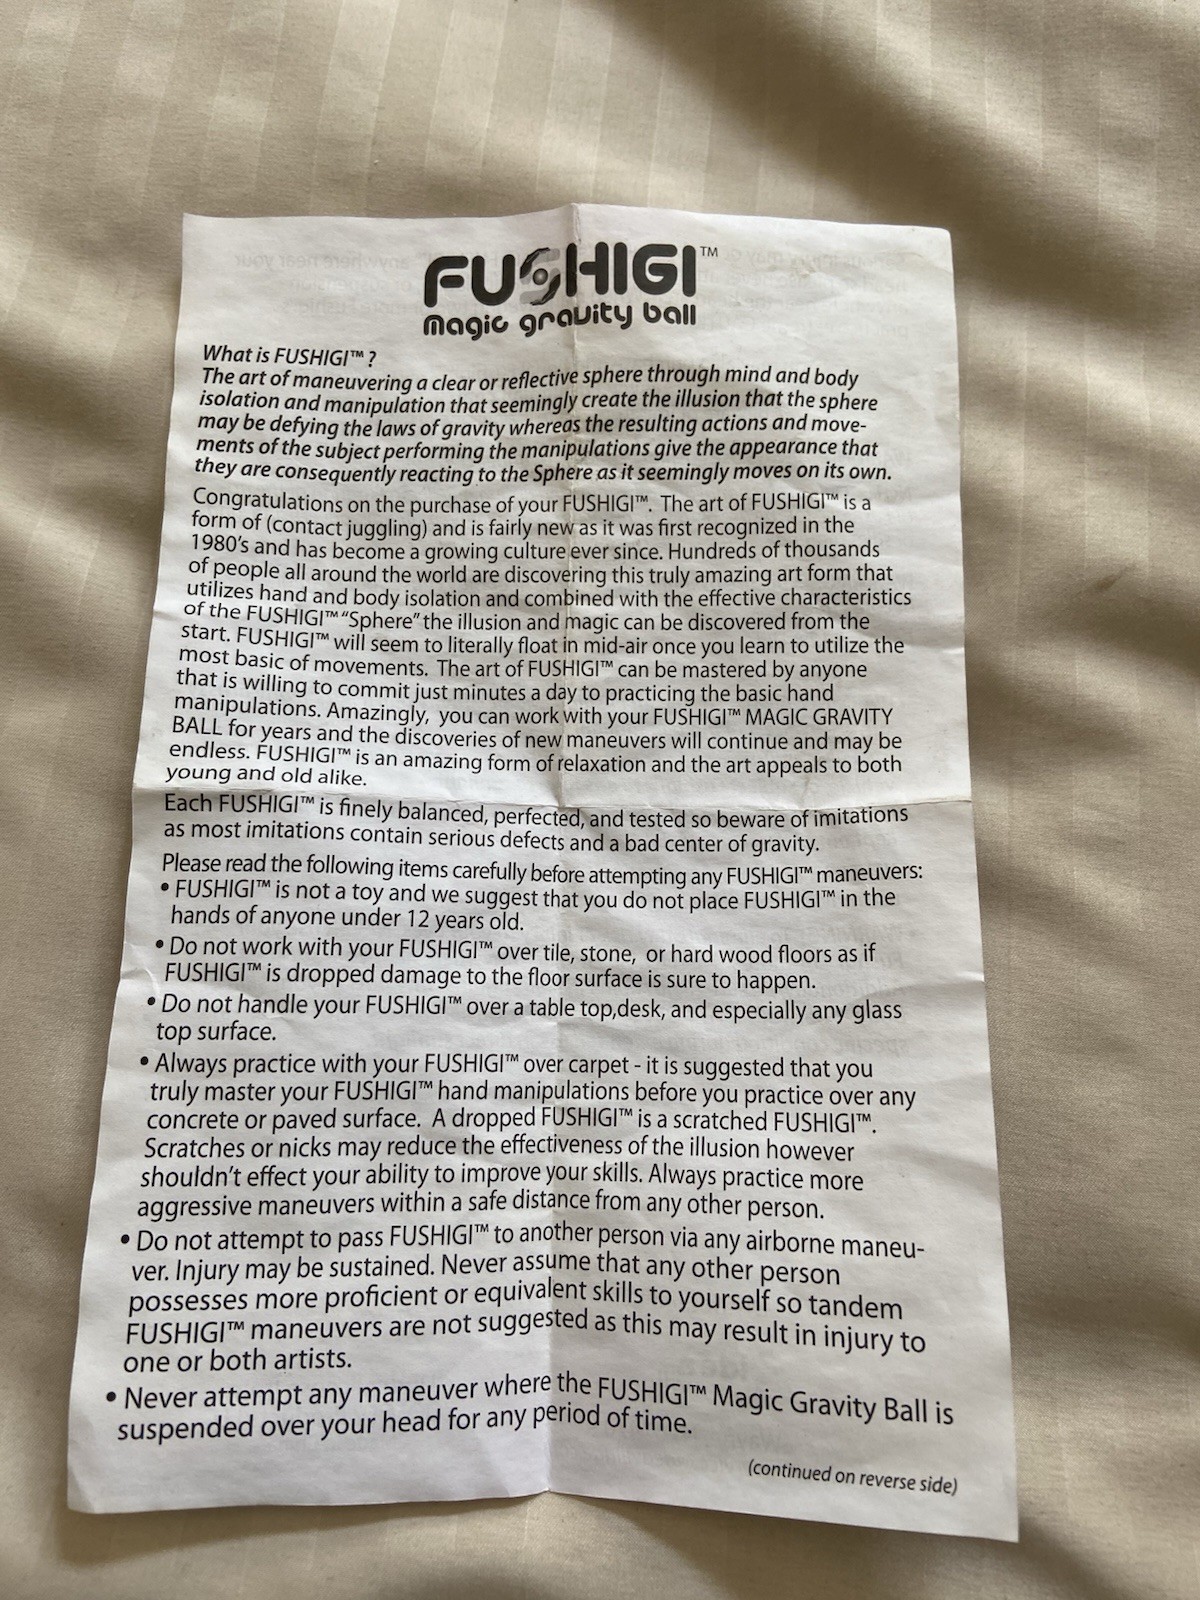 FUSHIGI™
Magic gravity ball
What is FUSHIGI™ ?
The art of maneuvering a clear or reflective sphere through mind and body
isolation and manipulation that seemingly create the illusion that the sphere
may be defying the laws of gravity whereas the resulting actions and move-
ments of the subject performing the manipulations give the appearance that
they are consequently reacting to the Sphere as it seemingly moves on its own.
Congratulations on the purchase of your FUSHIGI™. The art of FUSHIGI™ is a
form of (contact juggling) and is fairly new as it was first recognized in the
1980's and has become a growing culture ever since. Hundreds of thousands
of people all around the world are discovering this truly amazing art form that
utilizes hand and body isolation and combined with the effective characteristics
of the FUSHIGI™ "Sphere" the illusion and magic can be discovered from the
start. FUSHIGI™ will seem to literally float in mid-air once you learn to utilize the
most basic of movements. The art of FUSHIGI™ can be mastered by anyone
that is willing to commit just minutes a day to practicing the basic hand
manipulations. Amazingly, you can work with your FUSHIGI™ MAGIC GRAVITY
BALL for years and the discoveries of new maneuvers will continue and may be
endless. FUSHIGI™ is an amazing form of relaxation and the art appeals to both
young and old alike.
Each FUSHIGI™ is finely balanced, perfected, and tested so beware of imitations
as most imitations contain serious defects and a bad center of gravity.
Please read the following items carefully before attempting any FUSHIGI™ maneuvers:
• FUSHIGI™ is not a toy and we suggest that you do not place FUSHIGI™ in the
hands of anyone under 12 years old.
• Do not work with your FUSHIGI™ over tile, stone, or hard wood floors as if
FUSHIGI™ is dropped damage to the floor surface is sure to happen.
• Do not handle your FUSHIGI™ over a table top,desk, and especially any glass
top surface.
• Always practice with your FUSHIGI™ over carpet - it is suggested that you
truly master your FUSHIGI™ hand manipulations before you practice over any
concrete or paved surface. A dropped FUSHIGI™ is a scratched FUSHIGI™.
Scratches or nicks may reduce the effectiveness of the illusion however
shouldn't effect your ability to improve your skills. Always practice more
aggressive maneuvers within a safe distance from any other person.
• Do not attempt to pass FUSHIGI™ to another person via any airborne maneu-
ver. Injury may be sustained. Never assume that any other person
possesses more proficient or equivalent skills to yourself so tandem
FUSHIGI™ maneuvers are not suggested as this may result in injury to
one or both artists.
• Never attempt any maneuver where the FUSHIGI™ Magic Gravity Ball is
suspended over your head for any period of time.
(continued on reverse side)